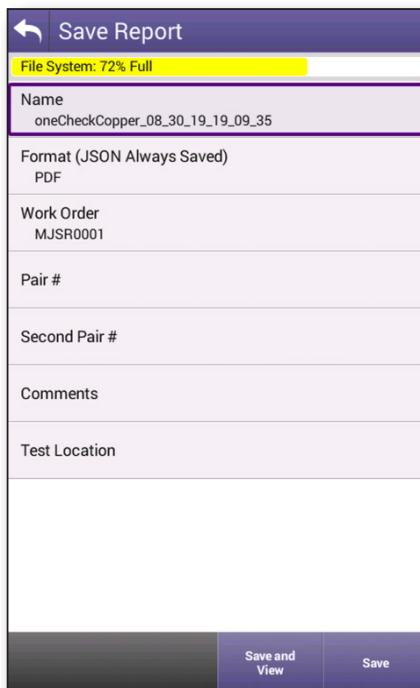 Save Report
File System: 72% Full
Name
oneCheckCopper_08_30_19_19_09_35
Format (JSON Always Saved)
PDF
Work Order
MJSR0001
Pair #
Second Pair #
Comments
Test Location
Save and
View
Save